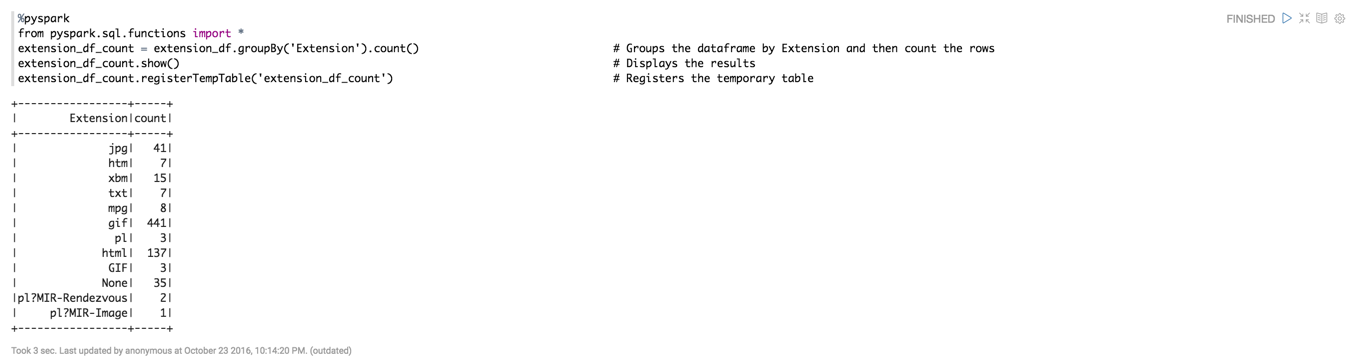 %pyspark FINISHED
from pyspark.sql.functions import *
extension_df_count = extension_df.groupBy('Extension').count() # Groups the dataframe by Extension and then count the rows
extension_df_count.show() # Displays the results
extension_df_count.registerTempTable('extension_df_count') # Registers the temporary table
+-----------------+-----+
|        Extension|count|
+-----------------+-----+
|              jpg|   41|
|              htm|    7|
|              xbm|   15|
|              txt|    7|
|              mpg|    8|
|              gif|  441|
|               pl|    3|
|             html|  137|
|              GIF|    3|
|             None|   35|
|pl?MIR-Rendezvous|    2|
|     pl?MIR-Image|    1|
+-----------------+-----+
Took 3 sec. Last updated by anonymous at October 23 2016, 10:14:20 PM. (outdated)